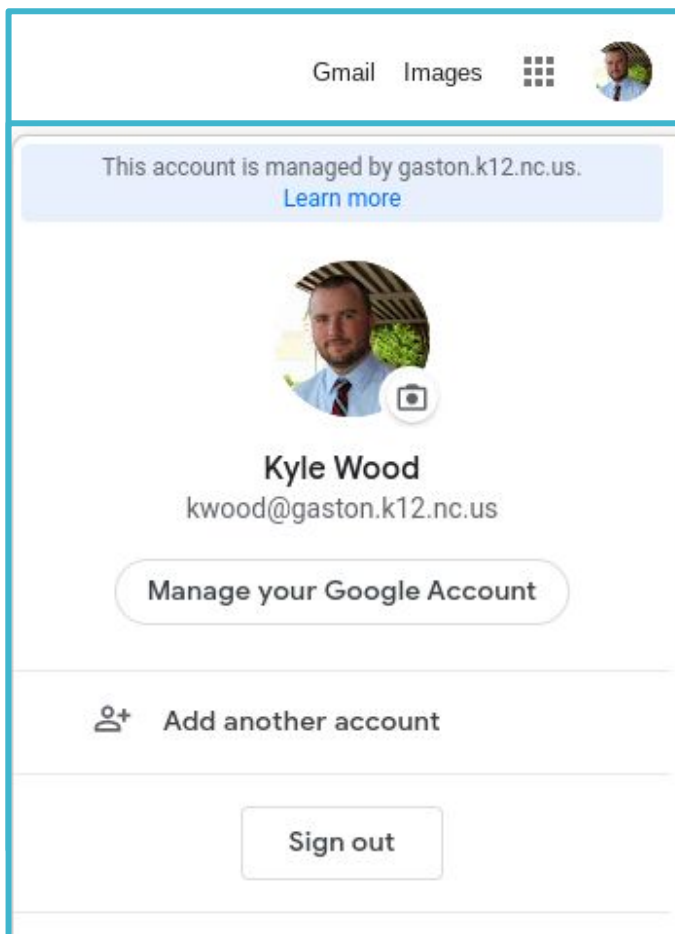 Gmail Images
This account is managed by gaston.k12.nc.us.
Learn more
Kyle Wood
kwood@gaston.k12.nc.us
Manage your Google Account
Add another account
Sign out